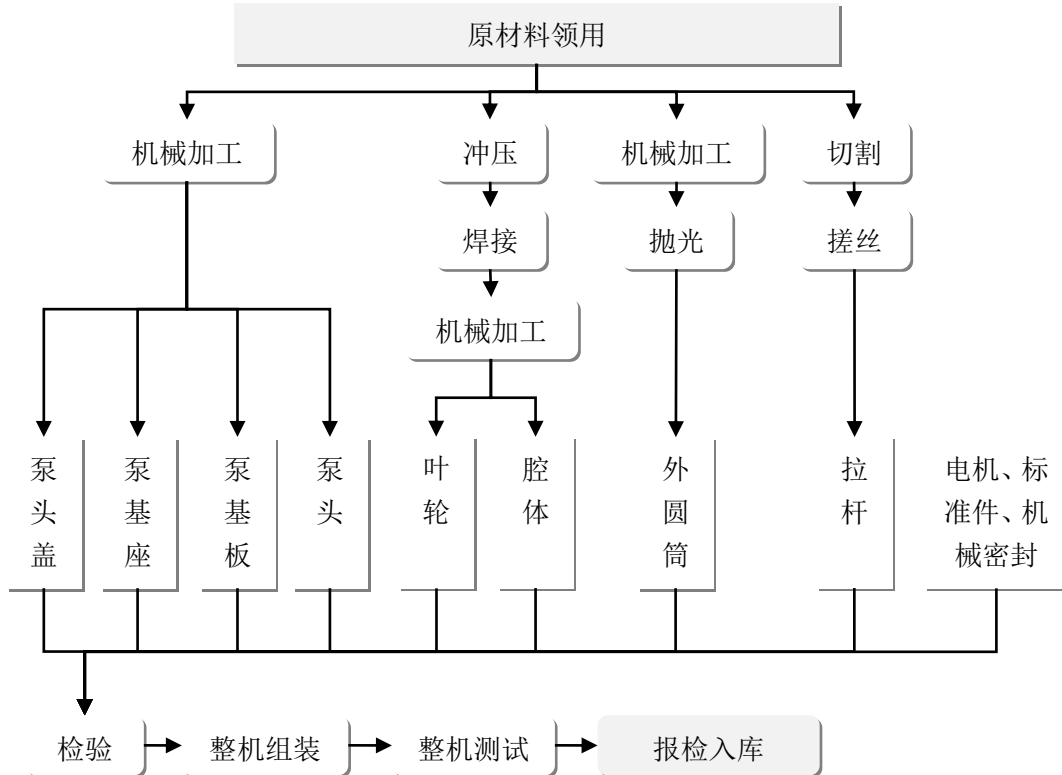 原材料领用
机械加工
冲压
机械加工
切割
焊接
抛光
搓丝
机械加工
泵头盖
泵基座
泵基板
泵头
叶轮
腔体
外圆筒
拉杆
电机、标
准件、机
械密封
检验
整机组装
整机测试
报检入库